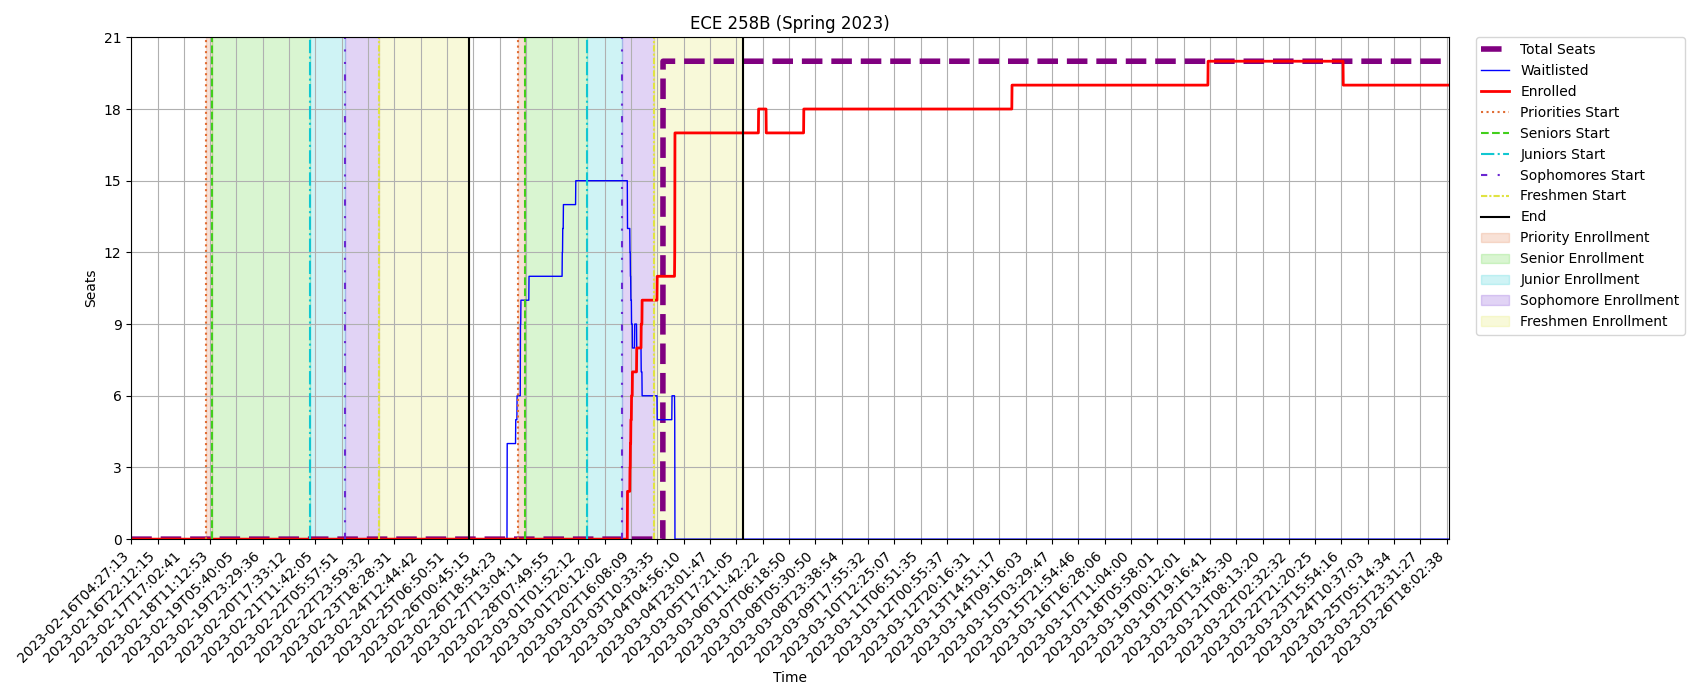 ECE 258B (Spring 2023)
21
18
15
12
9
6
3
0
Seats
2023-02-16T04:27:13
2023-02-16T22:12:15
2023-02-17T17:02:41
2023-02-18T11:12:53
2023-02-19T05:40:05
2023-02-19T23:29:36
2023-02-20T17:33:12
2023-02-21T11:42:05
2023-02-22T05:57:51
2023-02-22T23:59:32
2023-02-23T18:28:31
2023-02-24T12:44:42
2023-02-25T06:50:51
2023-02-26T00:45:15
2023-02-26T18:54:23
2023-02-27T13:04:11
2023-02-28T07:49:55
2023-03-01T01:52:12
2023-03-01T20:12:02
2023-03-02T16:08:09
2023-03-03T10:33:35
2023-03-04T04:56:10
2023-03-04T23:01:47
2023-03-05T17:21:05
2023-03-06T11:42:22
2023-03-07T06:18:50
2023-03-08T05:30:50
2023-03-08T23:38:54
2023-03-09T17:55:32
2023-03-10T12:25:07
2023-03-11T06:51:35
2023-03-12T00:55:37
2023-03-12T20:16:31
2023-03-13T14:51:17
2023-03-14T09:16:03
2023-03-15T03:29:47
2023-03-15T21:54:46
2023-03-16T16:28:06
2023-03-17T11:04:00
2023-03-18T05:58:01
2023-03-19T00:12:01
2023-03-19T19:16:41
2023-03-20T13:45:30
2023-03-21T08:13:20
2023-03-22T02:32:32
2023-03-22T21:20:25
2023-03-23T15:54:16
2023-03-24T10:37:03
2023-03-25T05:14:34
2023-03-25T23:31:27
2023-03-26T18:02:38
Time
Total Seats
Waitlisted
Enrolled
Priorities Start
Seniors Start
Juniors Start
Sophomores Start
Freshmen Start
End
Priority Enrollment
Senior Enrollment
Junior Enrollment
Sophomore Enrollment
Freshmen Enrollment